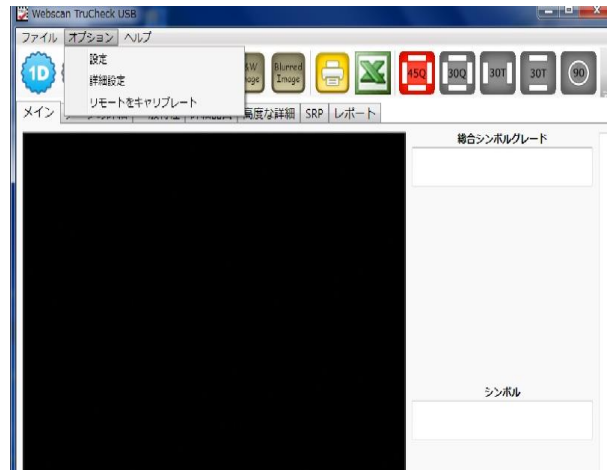 Webscan TruCheck USB
ファイル オプション ヘルプ
設定
詳細設定
リモートをキャリブレート
1D
Blurred Image
45Q 30Q 30T 30T 90
メイン 高度な詳細 SRP レポート
総合シンボルグレード
シンボル